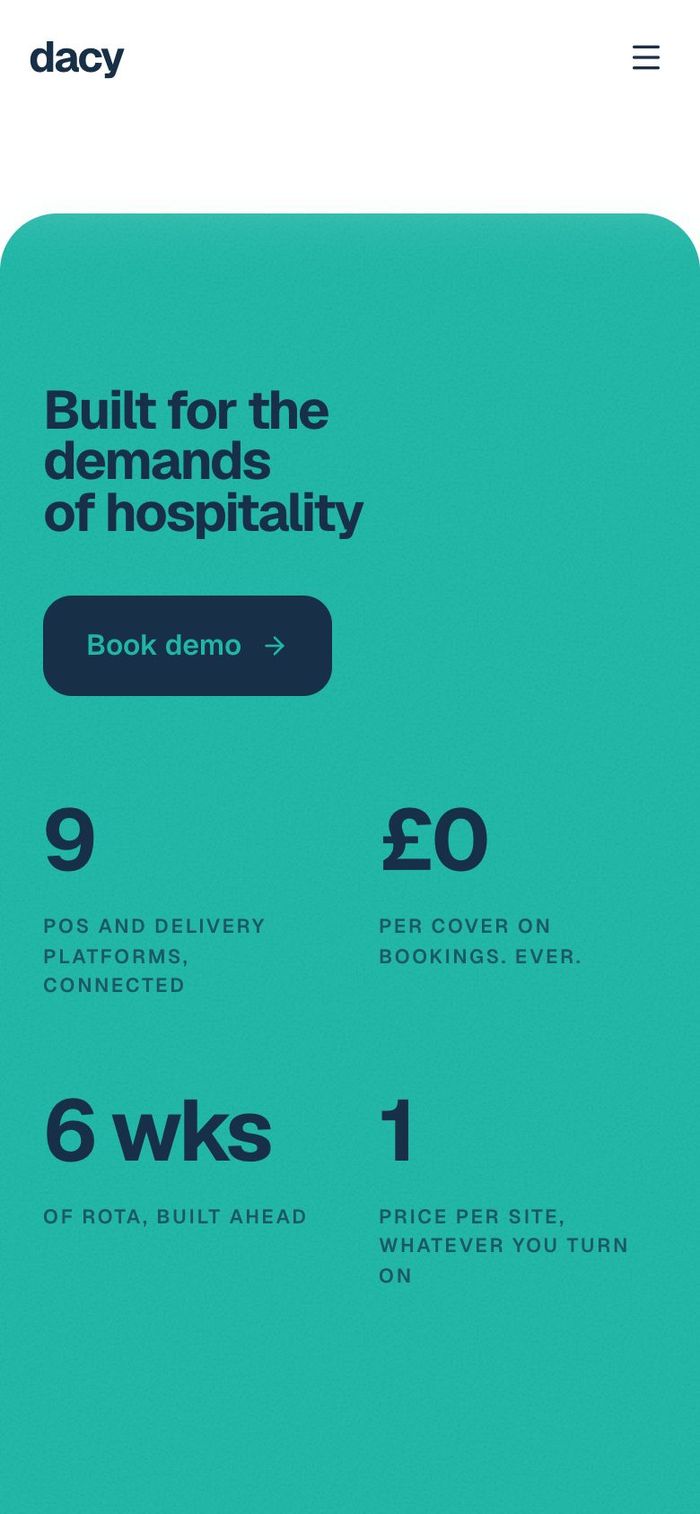 dacy
Built for the
demands
of hospitality
Book demo →
9
POS AND DELIVERY
PLATFORMS,
CONNECTED
£0
PER COVER ON
BOOKINGS. EVER.
6 wks
OF ROTA, BUILT AHEAD
1
PRICE PER SITE,
WHATEVER YOU TURN
ON